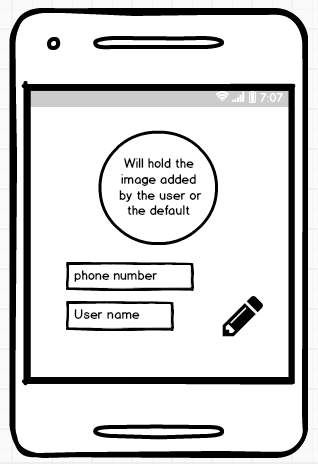 7:07
Will hold the
image added
by the user or
the default
phone number
User name